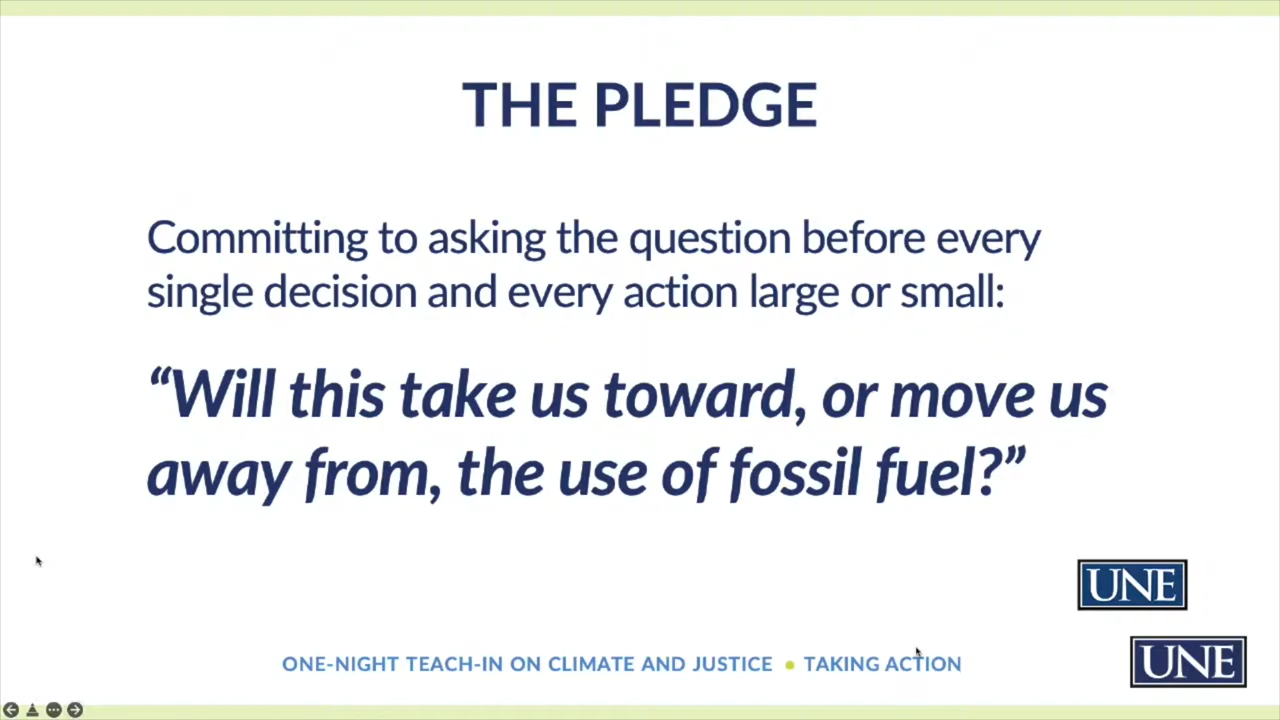 THE PLEDGE
Committing to asking the question before every
single decision and every action large or small:
“Will this take us toward, or move us
away from, the use of fossil fuel?”
UNE
ONE-NIGHT TEACH-IN ON CLIMATE AND JUSTICE • TAKING ACTION
UNE